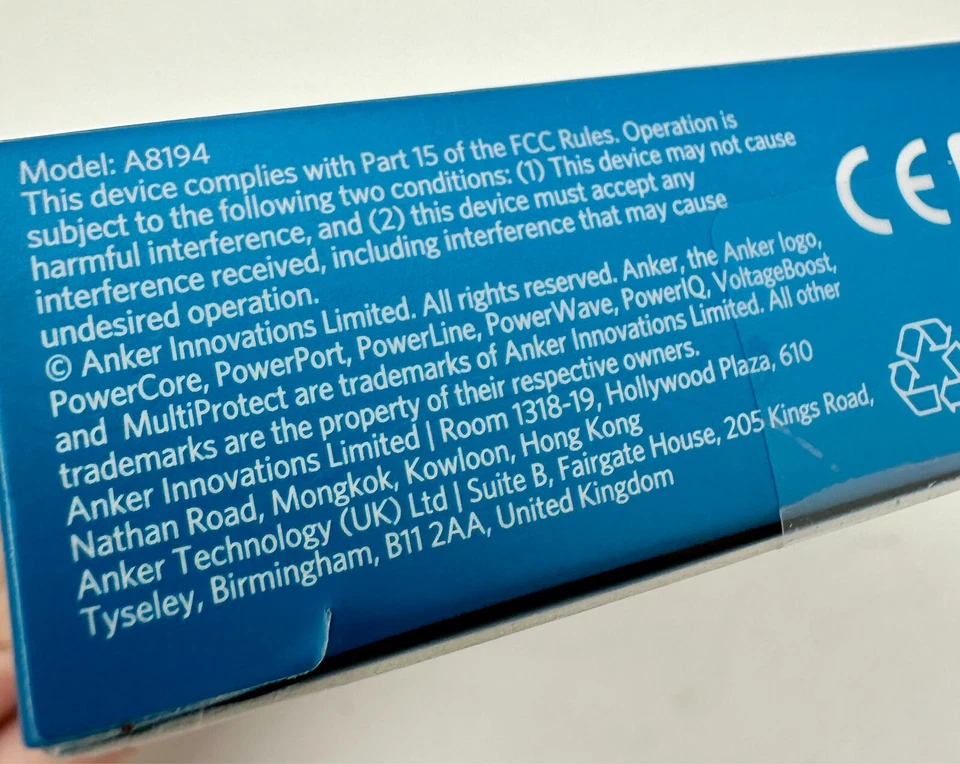 Model: A8194
This device complies with Part 15 of the FCC Rules. Operation is
subject to the following two conditions: (1) This device may not cause
harmful interference, and (2) this device must accept any
interference received, including interference that may cause
undesired operation.
© Anker Innovations Limited. All rights reserved. Anker, the Anker logo,
PowerCore, PowerPort, PowerLine, PowerWave, PowerIQ, VoltageBoost,
and MultiProtect are trademarks of Anker Innovations Limited. All other
trademarks are the property of their respective owners.
Anker Innovations Limited | Room 1318-19, Hollywood Plaza, 610
Nathan Road, Mongkok, Kowloon, Hong Kong
Anker Technology (UK) Ltd | Suite B, Fairgate House, 205 Kings Road,
Tyseley, Birmingham, B11 2AA, United Kingdom
CE